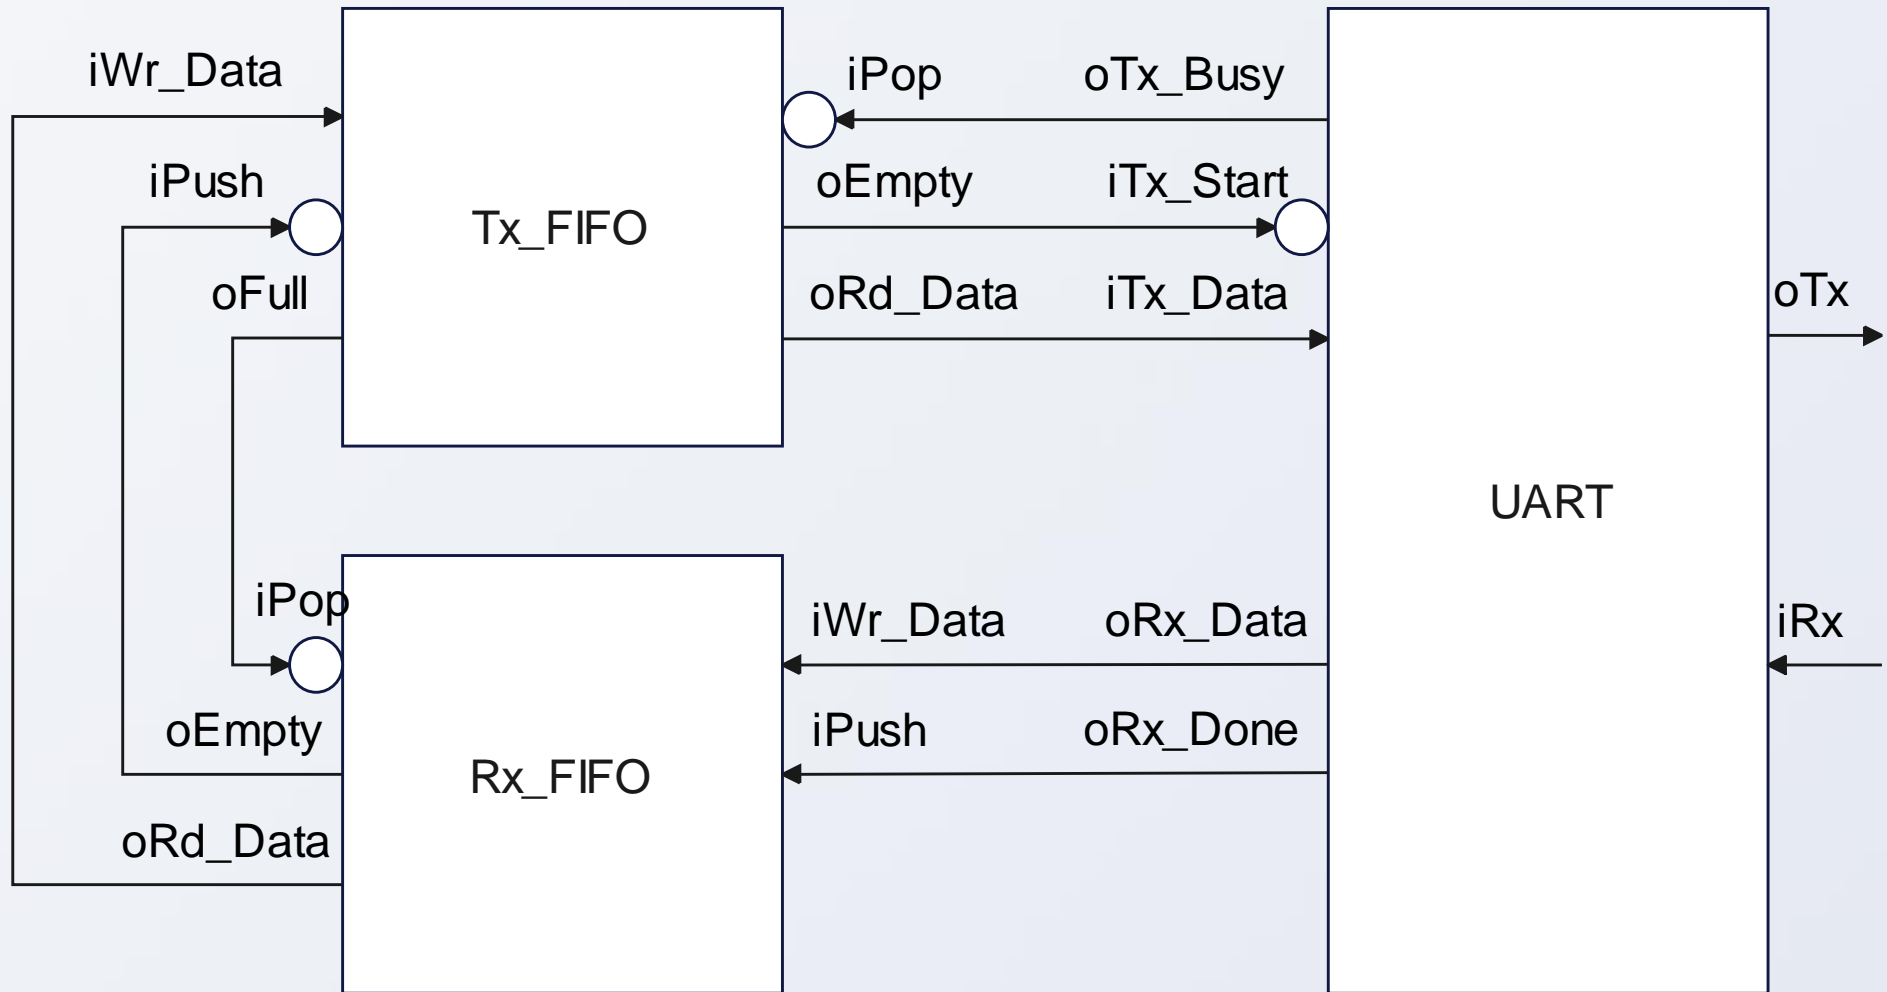 iWr_Data
iPush
oFull
Tx_FIFO
iPop
oTx_Busy
oEmpty
iTx_Start
oRd_Data
iTx_Data
UART
oTx
iRx
iPop
oEmpty
oRd_Data
Rx_FIFO
iWr_Data
oRx_Data
iPush
oRx_Done